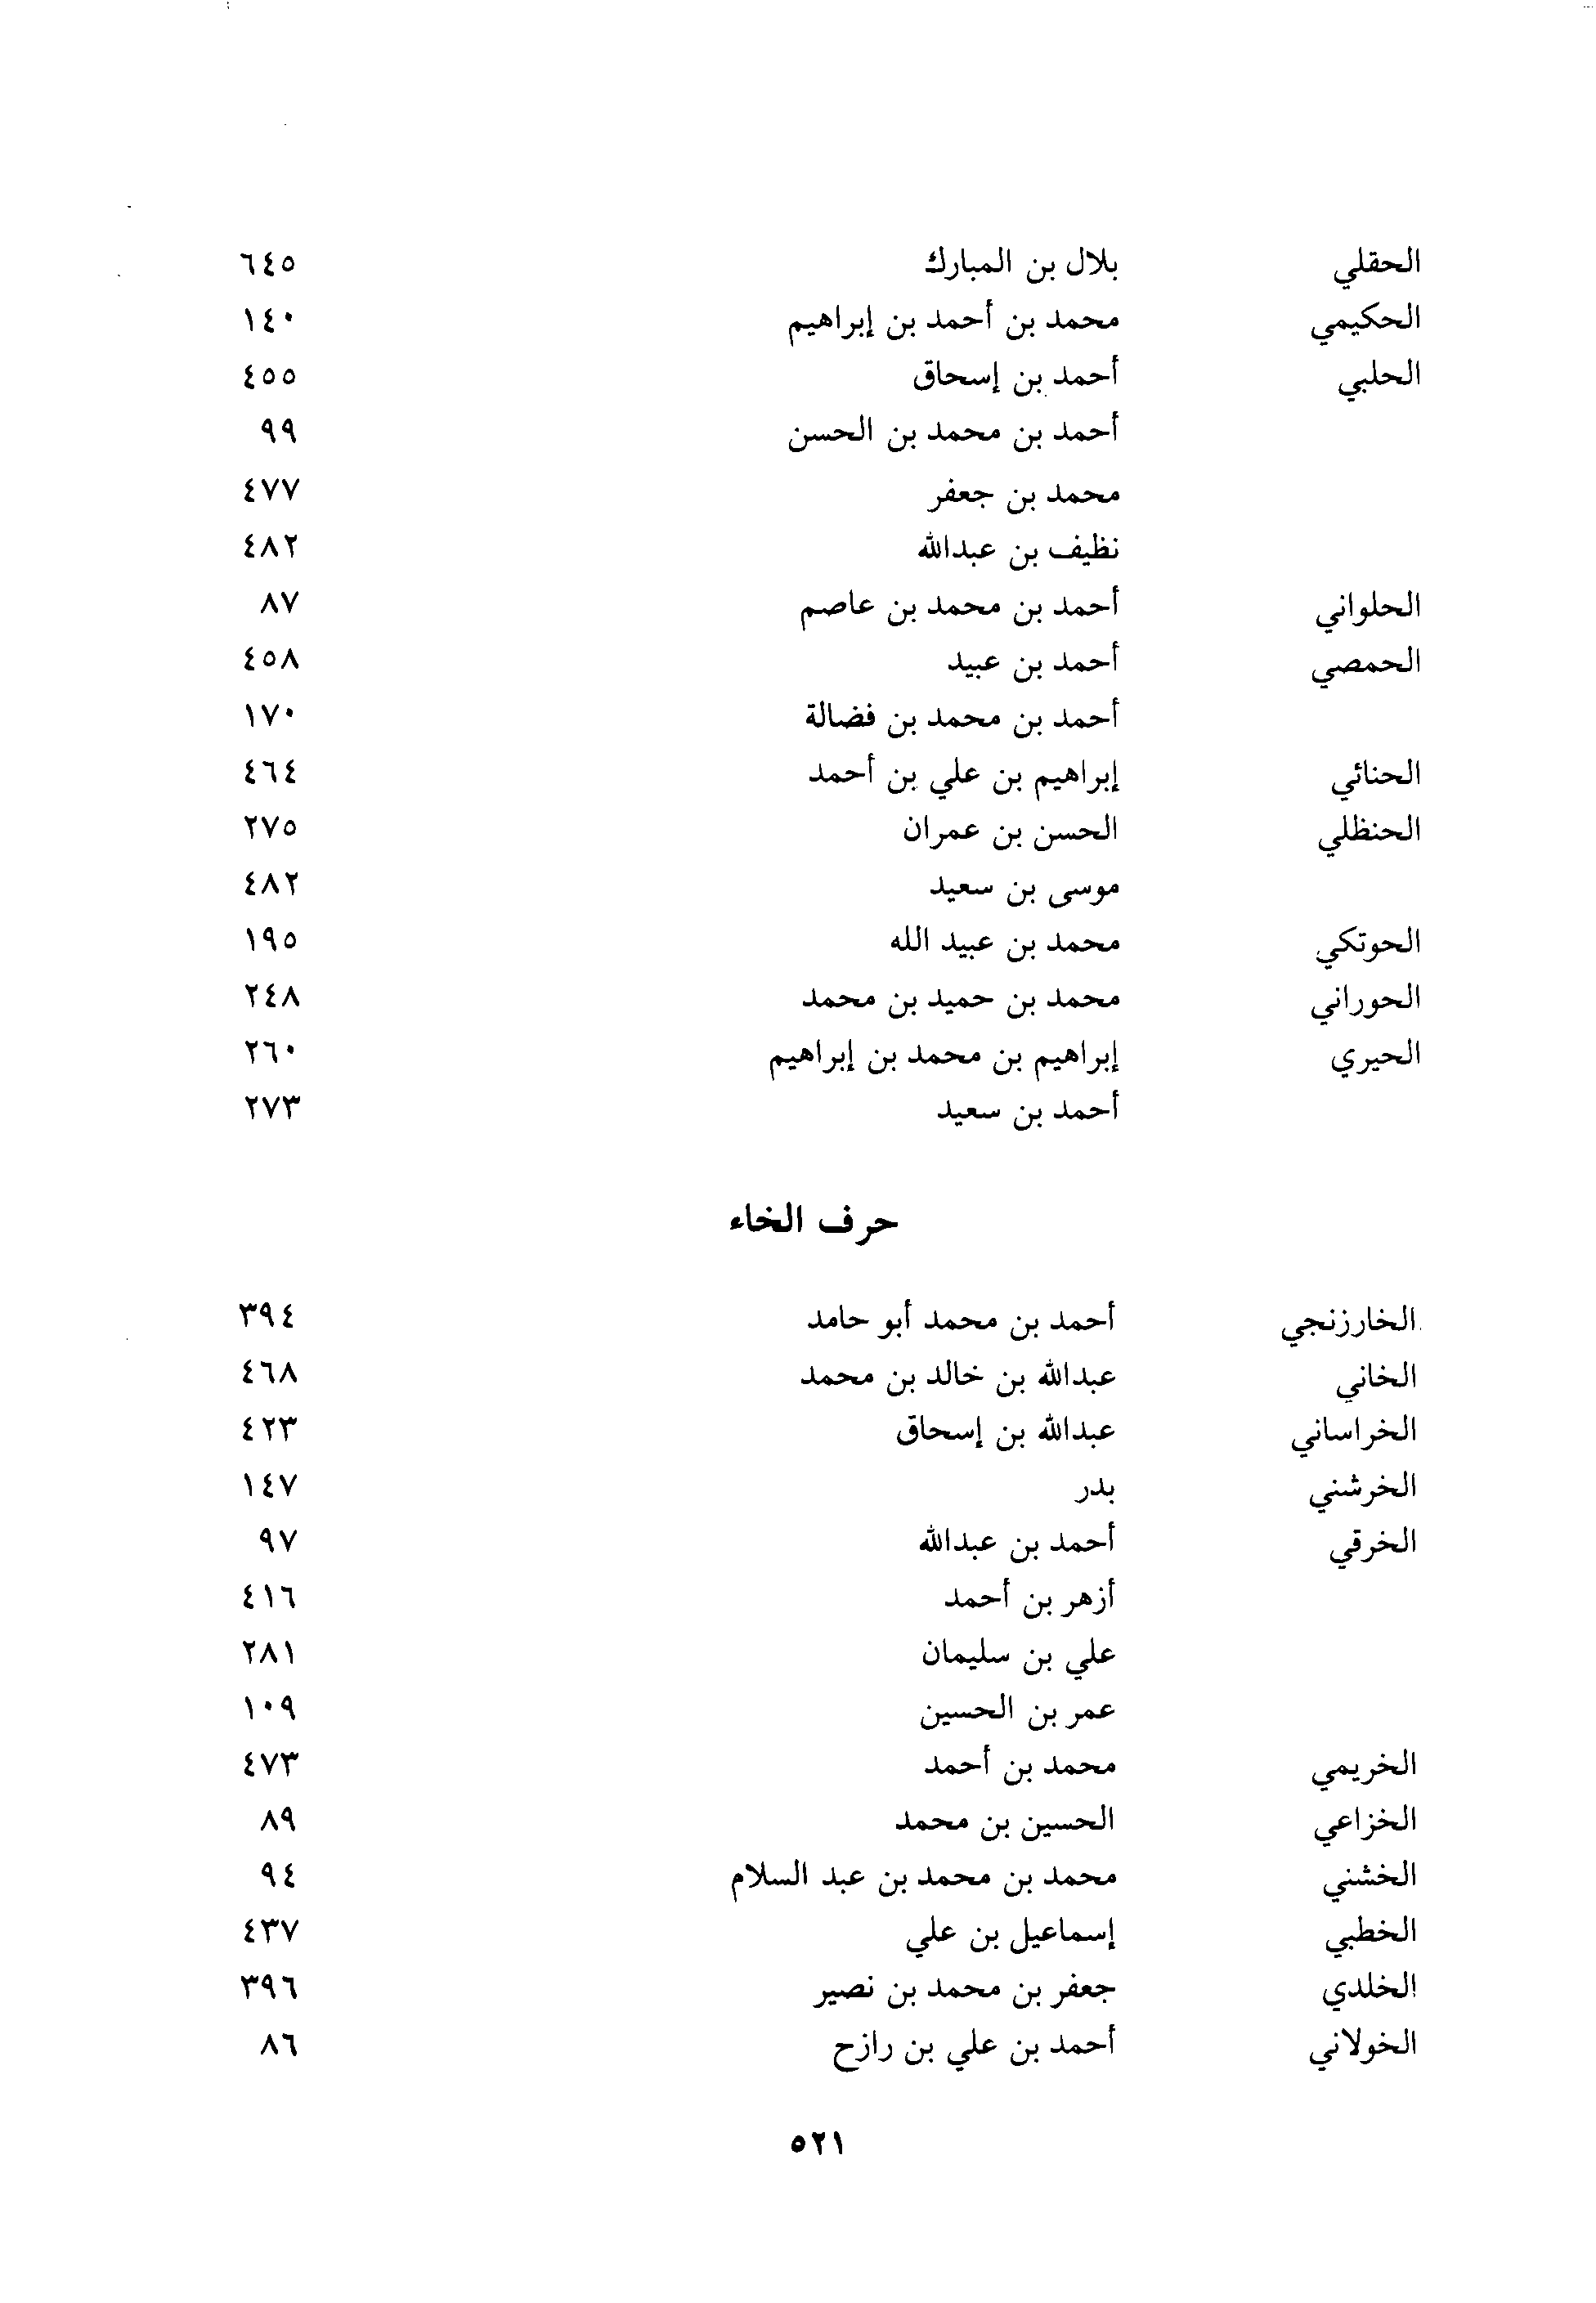 الحقلي بلال بن المبارك ٦٤٥
الحكيمي محمد بن أحمد بن إبراهيم ١٤٠
الحلبي أحمد بن إسحاق ٤٥٥
أحمد بن محمد بن الحسن ٩٩
محمد بن جعفر ٤٧٧
نظيف بن عبدالله ٤٨٢
الحلواني أحمد بن محمد بن عاصم ٨٧
الحمصي أحمد بن عبيد ٤٥٨
أحمد بن محمد بن فضالة ١٧٠
الحنائي إبراهيم بن علي بن أحمد ٤٦٤
الحنظلي الحسن بن عمران ٢٧٥
موسى بن سعيد ٤٨٢
الحوتكي محمد بن عبيد الله ١٩٥
الحوراني محمد بن حميد بن محمد ٢٤٨
الحيري إبراهيم بن محمد بن إبراهيم ٢٦٠
أحمد بن سعيد ٢٧٣
حرف الخاء
الخارزنجي أحمد بن محمد أبو حامد ٣٩٤
الخاني عبدالله بن خالد بن محمد ٤٦٨
الخراساني عبدالله بن إسحاق ٤٢٣
الخرشني بدر ١٤٧
الخرقي أحمد بن عبدالله ٩٧
أزهر بن أحمد ٤١٦
علي بن سليمان ٢٨١
عمر بن الحسين ١٠٩
الخريمي محمد بن أحمد ٤٧٣
الخزاعي الحسين بن محمد ٨٩
الخشني محمد بن محمد بن عبد السلام ٩٤
الخطبي إسماعيل بن علي ٤٣٧
الخلدي جعفر بن محمد بن نصير ٣٩٦
الخولاني أحمد بن علي بن رازح ٨٦
٥٢١